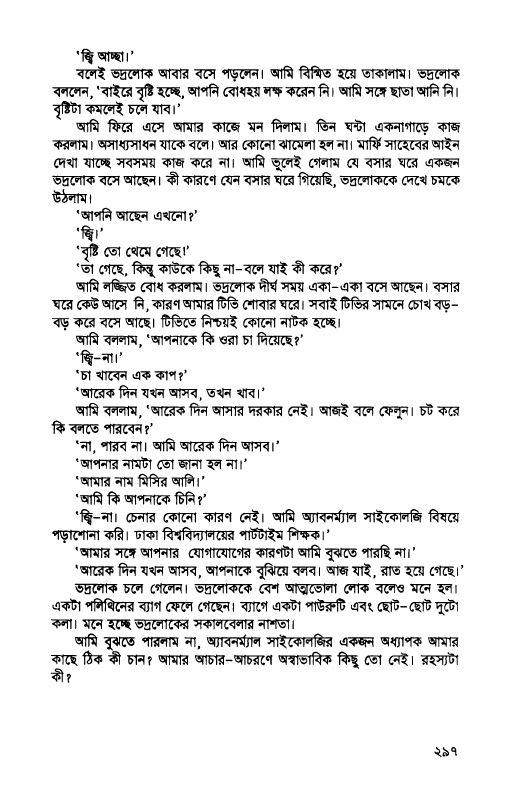 ‘জ্বি আচ্ছা।’
বলেই ভদ্রলোক আবার বসে পড়লেন। আমি বিস্মিত হয়ে তাকালাম। ভদ্রলোক
বললেন, ‘বাইরে বৃষ্টি হচ্ছে, আপনি বোধহয় লক্ষ করেন নি। আমি সঙ্গে ছাতা আনি নি।
বৃষ্টিটা কমলেই চলে যাব।’
আমি ফিরে এসে আমার কাজে মন দিলাম। তিন ঘন্টা একনাগাড়ে কাজ
করলাম। অসাধ্যসাধন যাকে বলে। আর কোনো ঝামেলা হল না। মার্ফি সাহেবের আইন
দেখা যাচ্ছে সবসময় কাজ করে না। আমি ভুলেই গেলাম যে বসার ঘরে একজন
ভদ্রলোক বসে আছেন। কী কারণে যেন বসার ঘরে গিয়েছি, ভদ্রলোককে দেখে চমকে
উঠলাম।
‘আপনি আছেন এখনো?’
‘জ্বি।’
‘বৃষ্টি তো থেমে গেছে!’
‘তা গেছে, কিন্তু কাউকে কিছু না–বলে যাই কী করে?’
আমি লজ্জিত বোধ করলাম। ভদ্রলোক দীর্ঘ সময় একা–একা বসে আছেন। বসার
ঘরে কেউ আসে নি, কারণ আমার টিভি শোবার ঘরে। সবাই টিভির সামনে চোখ বড়–
বড় করে বসে আছে। টিভিতে নিশ্চয়ই কোনো নাটক হচ্ছে।
আমি বললাম, ‘আপনাকে কি ওরা চা দিয়েছে?’
‘জ্বি–না।’
‘চা খাবেন এক কাপ?’
‘আরেক দিন যখন আসব, তখন খাব।’
আমি বললাম, ‘আরেক দিন আসার দরকার নেই। আজই বলে ফেলুন। চট করে
কি বলতে পারবেন?’
‘না, পারব না। আমি আরেক দিন আসব।’
‘আপনার নামটা তো জানা হল না।’
‘আমার নাম মিসির আলি।’
‘আমি কি আপনাকে চিনি?’
‘জ্বি–না। চেনার কোনো কারণ নেই। আমি অ্যাবনর্ম্যাল সাইকোলজি বিষয়ে
পড়াশোনা করি। ঢাকা বিশ্ববিদ্যালয়ের পার্টটাইম শিক্ষক।’
‘আমার সঙ্গে আপনার যোগাযোগের কারণটা আমি বুঝতে পারছি না।’
‘আরেক দিন যখন আসব, আপনাকে বুঝিয়ে বলব। আজ যাই, রাত হয়ে গেছে।’
ভদ্রলোক চলে গেলেন। ভদ্রলোককে বেশ আত্মভোলা লোক বলেও মনে হল।
একটা পলিথিনের ব্যাগ ফেলে গেছেন। ব্যাগে একটা পাউরুটি এবং ছোট–ছোট দুটো
কলা। মনে হচ্ছে ভদ্রলোকের সকালবেলার নাশতা।
আমি বুঝতে পারলাম না, অ্যাবনর্ম্যাল সাইকোলজির একজন অধ্যাপক আমার
কাছে ঠিক কী চান? আমার আচার–আচরণে অস্বাভাবিক কিছু তো নেই। রহস্যটা
কী?
২৯৭